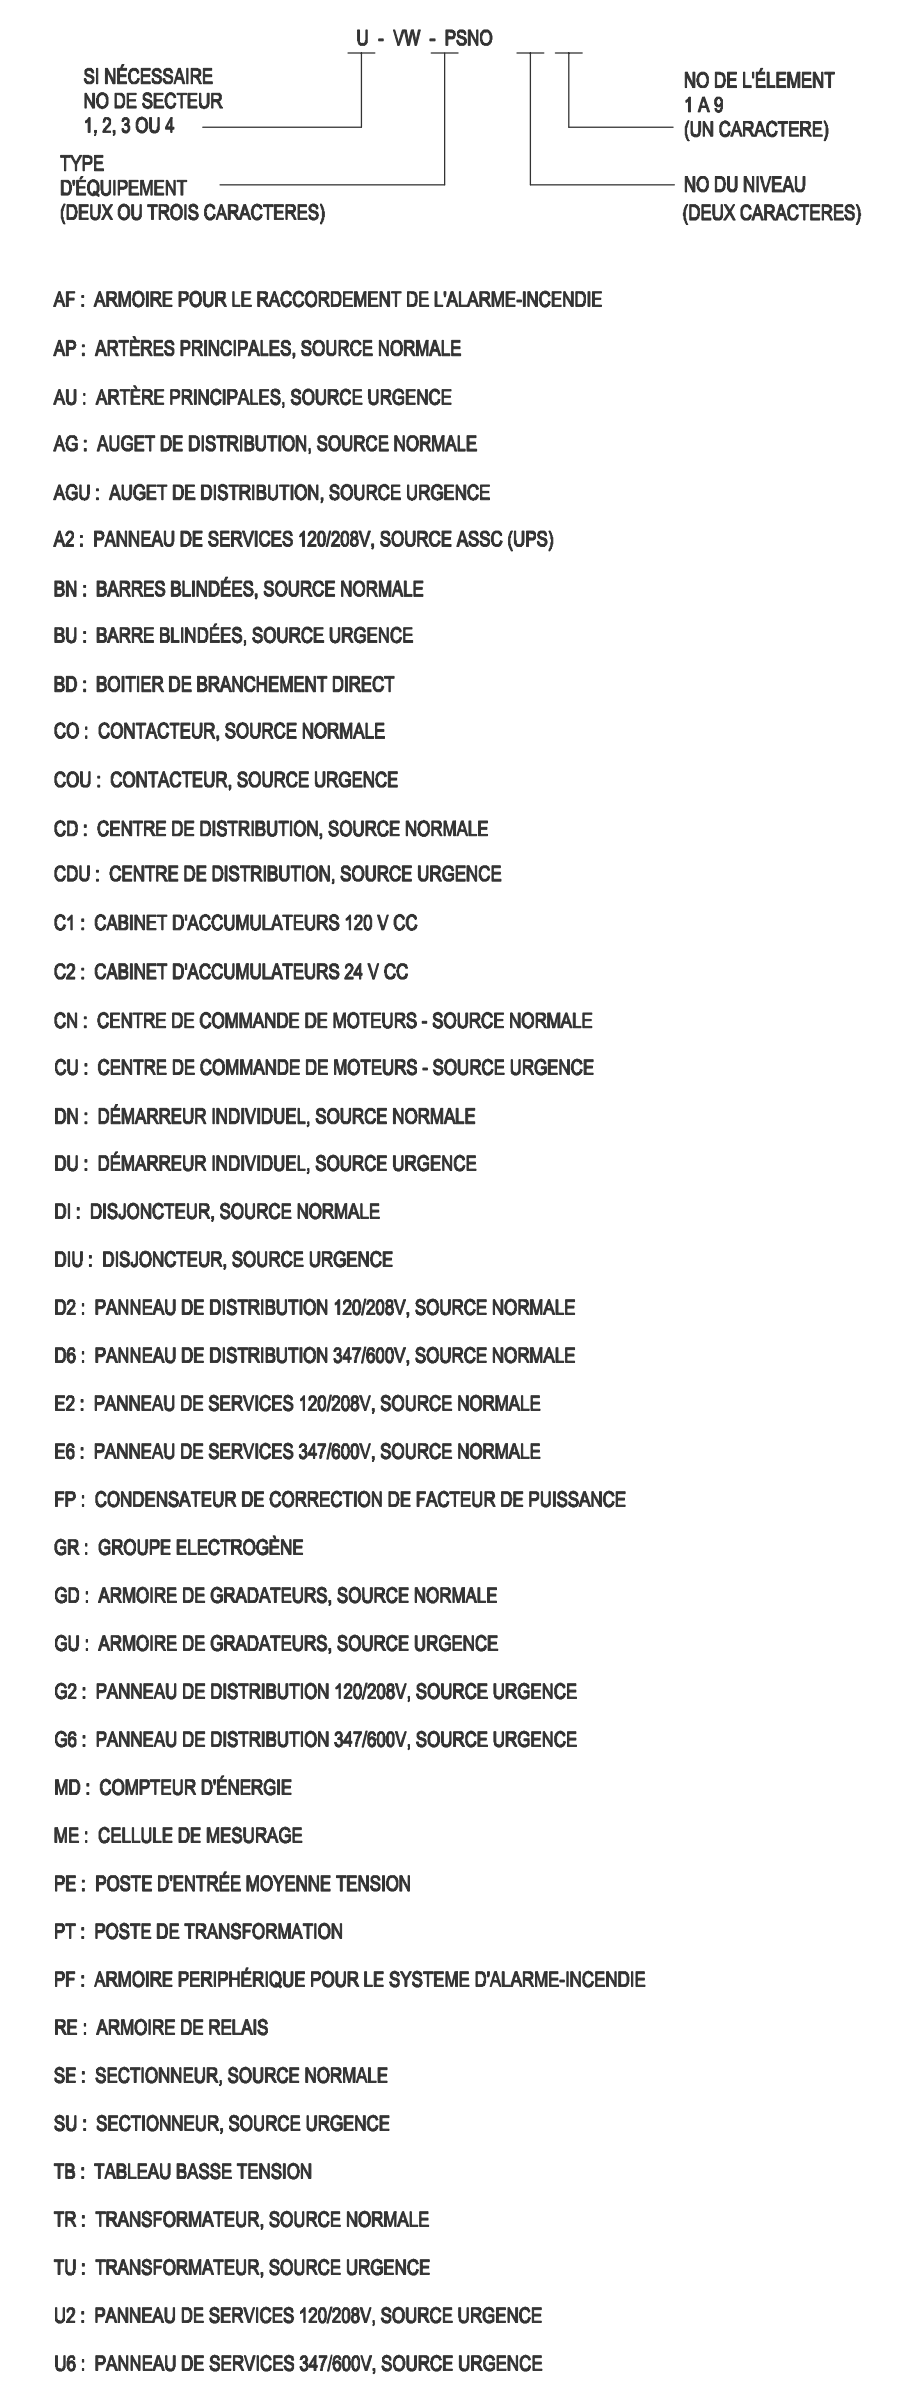 U - VW - PSNO
SI NÉCESSAIRE
NO DE SECTEUR
1, 2, 3 OU 4
TYPE
D'ÉQUIPEMENT
(DEUX OU TROIS CARACTERES)
NO DE L'ÉLEMENT
1 A 9
(UN CARACTERE)
NO DU NIVEAU
(DEUX CARACTERES)
AF : ARMOIRE POUR LE RACCORDEMENT DE L'ALARME-INCENDIE
AP : ARTÈRES PRINCIPALES, SOURCE NORMALE
AU : ARTÈRE PRINCIPALES, SOURCE URGENCE
AG : AUGET DE DISTRIBUTION, SOURCE NORMALE
AGU : AUGET DE DISTRIBUTION, SOURCE URGENCE
A2 : PANNEAU DE SERVICES 120/208V, SOURCE ASSC (UPS)
BN : BARRES BLINDÉES, SOURCE NORMALE
BU : BARRE BLINDÉES, SOURCE URGENCE
BD : BOITIER DE BRANCHEMENT DIRECT
CO : CONTACTEUR, SOURCE NORMALE
COU : CONTACTEUR, SOURCE URGENCE
CD : CENTRE DE DISTRIBUTION, SOURCE NORMALE
CDU : CENTRE DE DISTRIBUTION, SOURCE URGENCE
C1 : CABINET D'ACCUMULATEURS 120 V CC
C2 : CABINET D'ACCUMULATEURS 24 V CC
CN : CENTRE DE COMMANDE DE MOTEURS - SOURCE NORMALE
CU : CENTRE DE COMMANDE DE MOTEURS - SOURCE URGENCE
DN : DÉMARREUR INDIVIDUEL, SOURCE NORMALE
DU : DÉMARREUR INDIVIDUEL, SOURCE URGENCE
DI : DISJONCTEUR, SOURCE NORMALE
DIU : DISJONCTEUR, SOURCE URGENCE
D2 : PANNEAU DE DISTRIBUTION 120/208V, SOURCE NORMALE
D6 : PANNEAU DE DISTRIBUTION 347/600V, SOURCE NORMALE
E2 : PANNEAU DE SERVICES 120/208V, SOURCE NORMALE
E6 : PANNEAU DE SERVICES 347/600V, SOURCE NORMALE
FP : CONDENSATEUR DE CORRECTION DE FACTEUR DE PUISSANCE
GR : GROUPE ELECTROGÈNE
GD : ARMOIRE DE GRADATEURS, SOURCE NORMALE
GU : ARMOIRE DE GRADATEURS, SOURCE URGENCE
G2 : PANNEAU DE DISTRIBUTION 120/208V, SOURCE URGENCE
G6 : PANNEAU DE DISTRIBUTION 347/600V, SOURCE URGENCE
MD : COMPTEUR D'ÉNERGIE
ME : CELLULE DE MESURAGE
PE : POSTE D'ENTRÉE MOYENNE TENSION
PT : POSTE DE TRANSFORMATION
PF : ARMOIRE PERIPHÉRIQUE POUR LE SYSTEME D'ALARME-INCENDIE
RE : ARMOIRE DE RELAIS
SE : SECTIONNEUR, SOURCE NORMALE
SU : SECTIONNEUR, SOURCE URGENCE
TB : TABLEAU BASSE TENSION
TR : TRANSFORMATEUR, SOURCE NORMALE
TU : TRANSFORMATEUR, SOURCE URGENCE
U2 : PANNEAU DE SERVICES 120/208V, SOURCE URGENCE
U6 : PANNEAU DE SERVICES 347/600V, SOURCE URGENCE